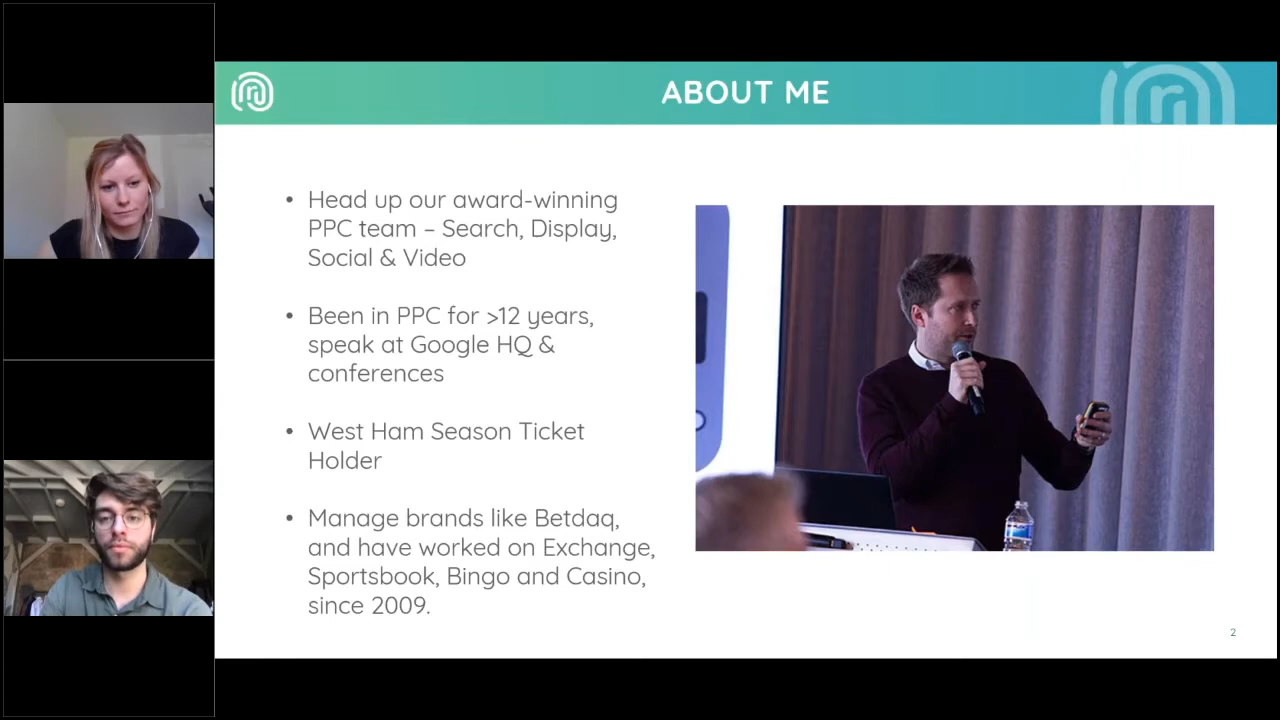 ABOUT ME
• Head up our award-winning
PPC team – Search, Display,
Social & Video
• Been in PPC for >12 years,
speak at Google HQ &
conferences
• West Ham Season Ticket
Holder
• Manage brands like Betdaq,
and have worked on Exchange,
Sportsbook, Bingo and Casino,
since 2009.
2